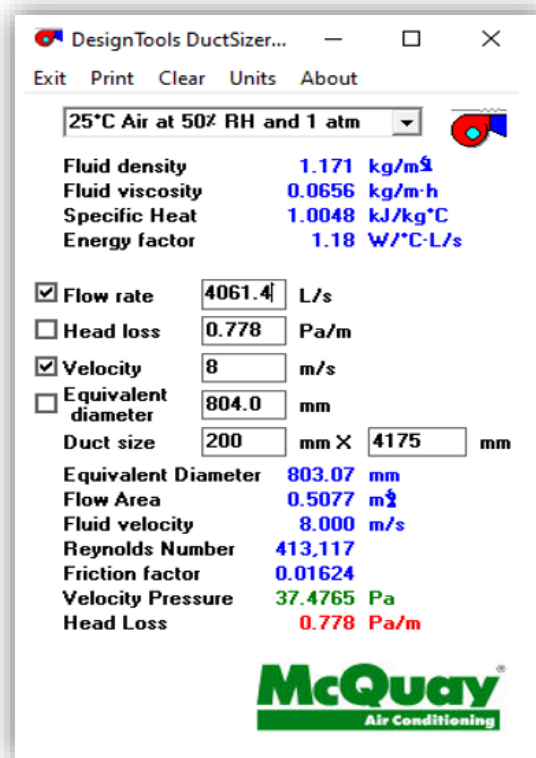 DesignTools DuctSizer...
Exit Print Clear Units About
25°C Air at 50% RH and 1 atm
Fluid density 1.171 kg/m³
Fluid viscosity 0.0656 kg/m·h
Specific Heat 1.0048 kJ/kg°C
Energy factor 1.18 W/°C·L/s
Flow rate 4061.4 L/s
Head loss 0.778 Pa/m
Velocity 8 m/s
Equivalent
diameter 804.0 mm
Duct size 200 mm X 4175 mm
Equivalent Diameter 803.07 mm
Flow Area 0.5077 m²
Fluid velocity 8.000 m/s
Reynolds Number 413,117
Friction factor 0.01624
Velocity Pressure 37.4765 Pa
Head Loss 0.778 Pa/m
McQuay®
Air Conditioning